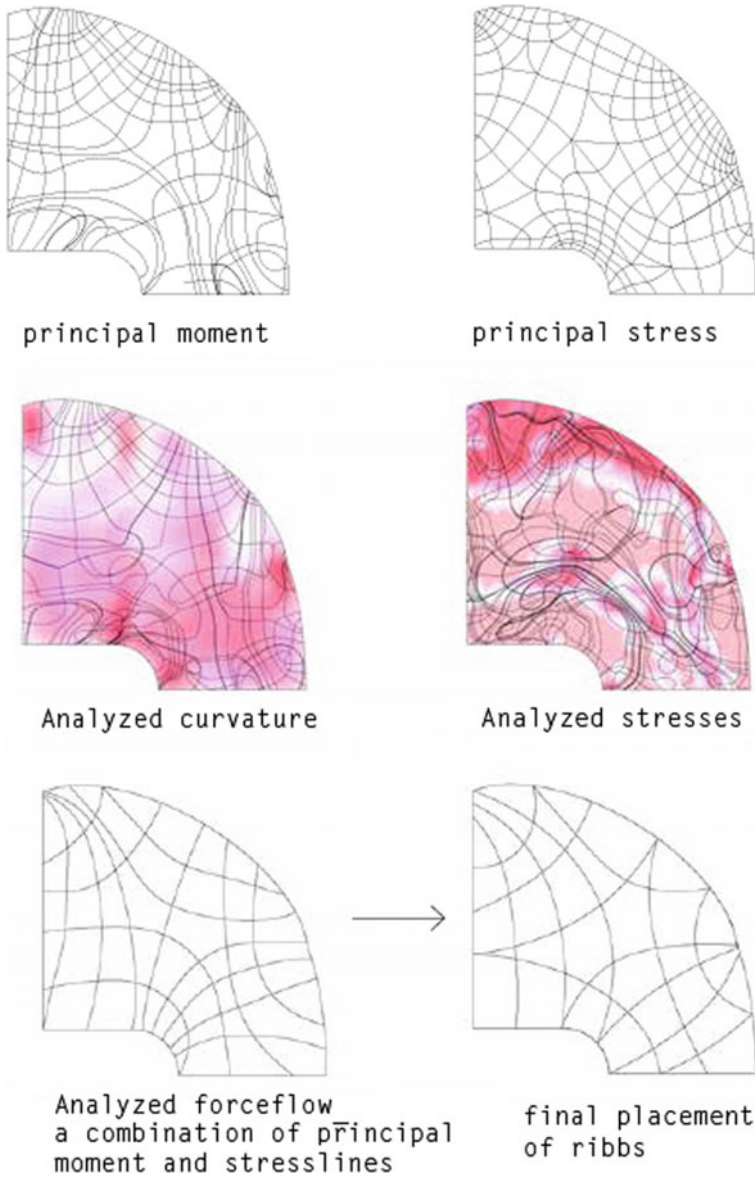 principal moment
principal stress
Analyzed curvature
Analyzed stresses
Analyzed forceflow
a combination of principal
moment and stresslines
final placement
of ribbs